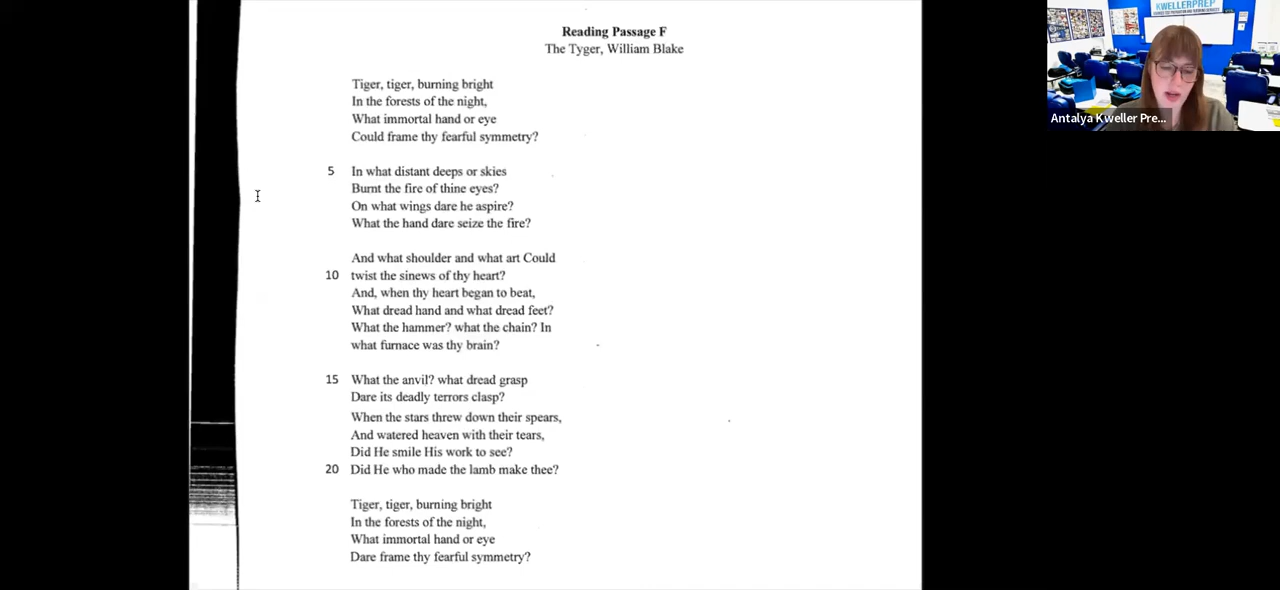 Reading Passage F
The Tyger, William Blake
Tiger, tiger, burning bright
In the forests of the night,
What immortal hand or eye
Could frame thy fearful symmetry?
5 In what distant deeps or skies
Burnt the fire of thine eyes?
On what wings dare he aspire?
What the hand dare seize the fire?
And what shoulder and what art Could
10 twist the sinews of thy heart?
And, when thy heart began to beat,
What dread hand and what dread feet?
What the hammer? what the chain? In
what furnace was thy brain?
15 What the anvil? what dread grasp
Dare its deadly terrors clasp?
When the stars threw down their spears,
And watered heaven with their tears,
Did He smile His work to see?
20 Did He who made the lamb make thee?
Tiger, tiger, burning bright
In the forests of the night,
What immortal hand or eye
Dare frame thy fearful symmetry?
KWELLERPREP
Antalya Kweller Pre...